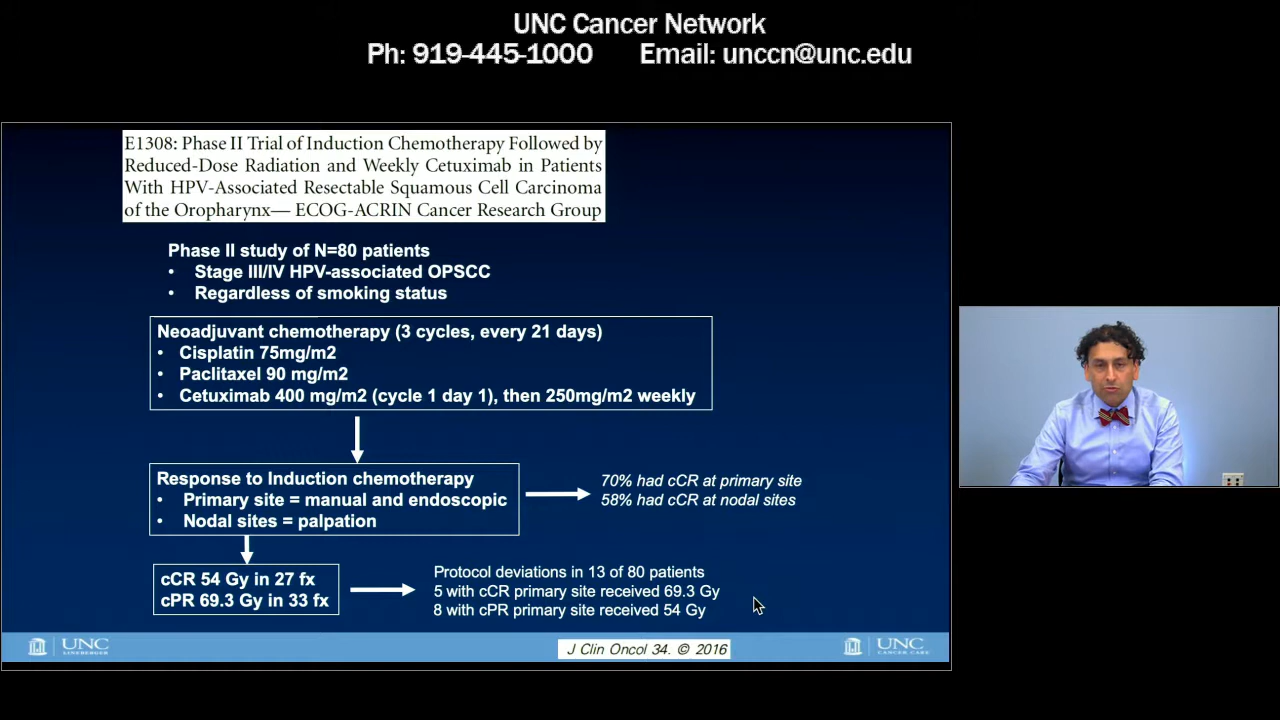 UNC Cancer Network
Ph: 919-445-1000 Email: unccn@unc.edu
E1308: Phase II Trial of Induction Chemotherapy Followed by
Reduced-Dose Radiation and Weekly Cetuximab in Patients
With HPV-Associated Resectable Squamous Cell Carcinoma
of the Oropharynx— ECOG-ACRIN Cancer Research Group
Phase II study of N=80 patients
• Stage III/IV HPV-associated OPSCC
• Regardless of smoking status
Neoadjuvant chemotherapy (3 cycles, every 21 days)
• Cisplatin 75mg/m2
• Paclitaxel 90 mg/m2
• Cetuximab 400 mg/m2 (cycle 1 day 1), then 250mg/m2 weekly
Response to Induction chemotherapy
• Primary site = manual and endoscopic
• Nodal sites = palpation
70% had cCR at primary site
58% had cCR at nodal sites
cCR 54 Gy in 27 fx
cPR 69.3 Gy in 33 fx
Protocol deviations in 13 of 80 patients
5 with cCR primary site received 69.3 Gy
8 with cPR primary site received 54 Gy
UNC
LINEBERGER
J Clin Oncol 34. © 2016
UNC
CANCER CARE